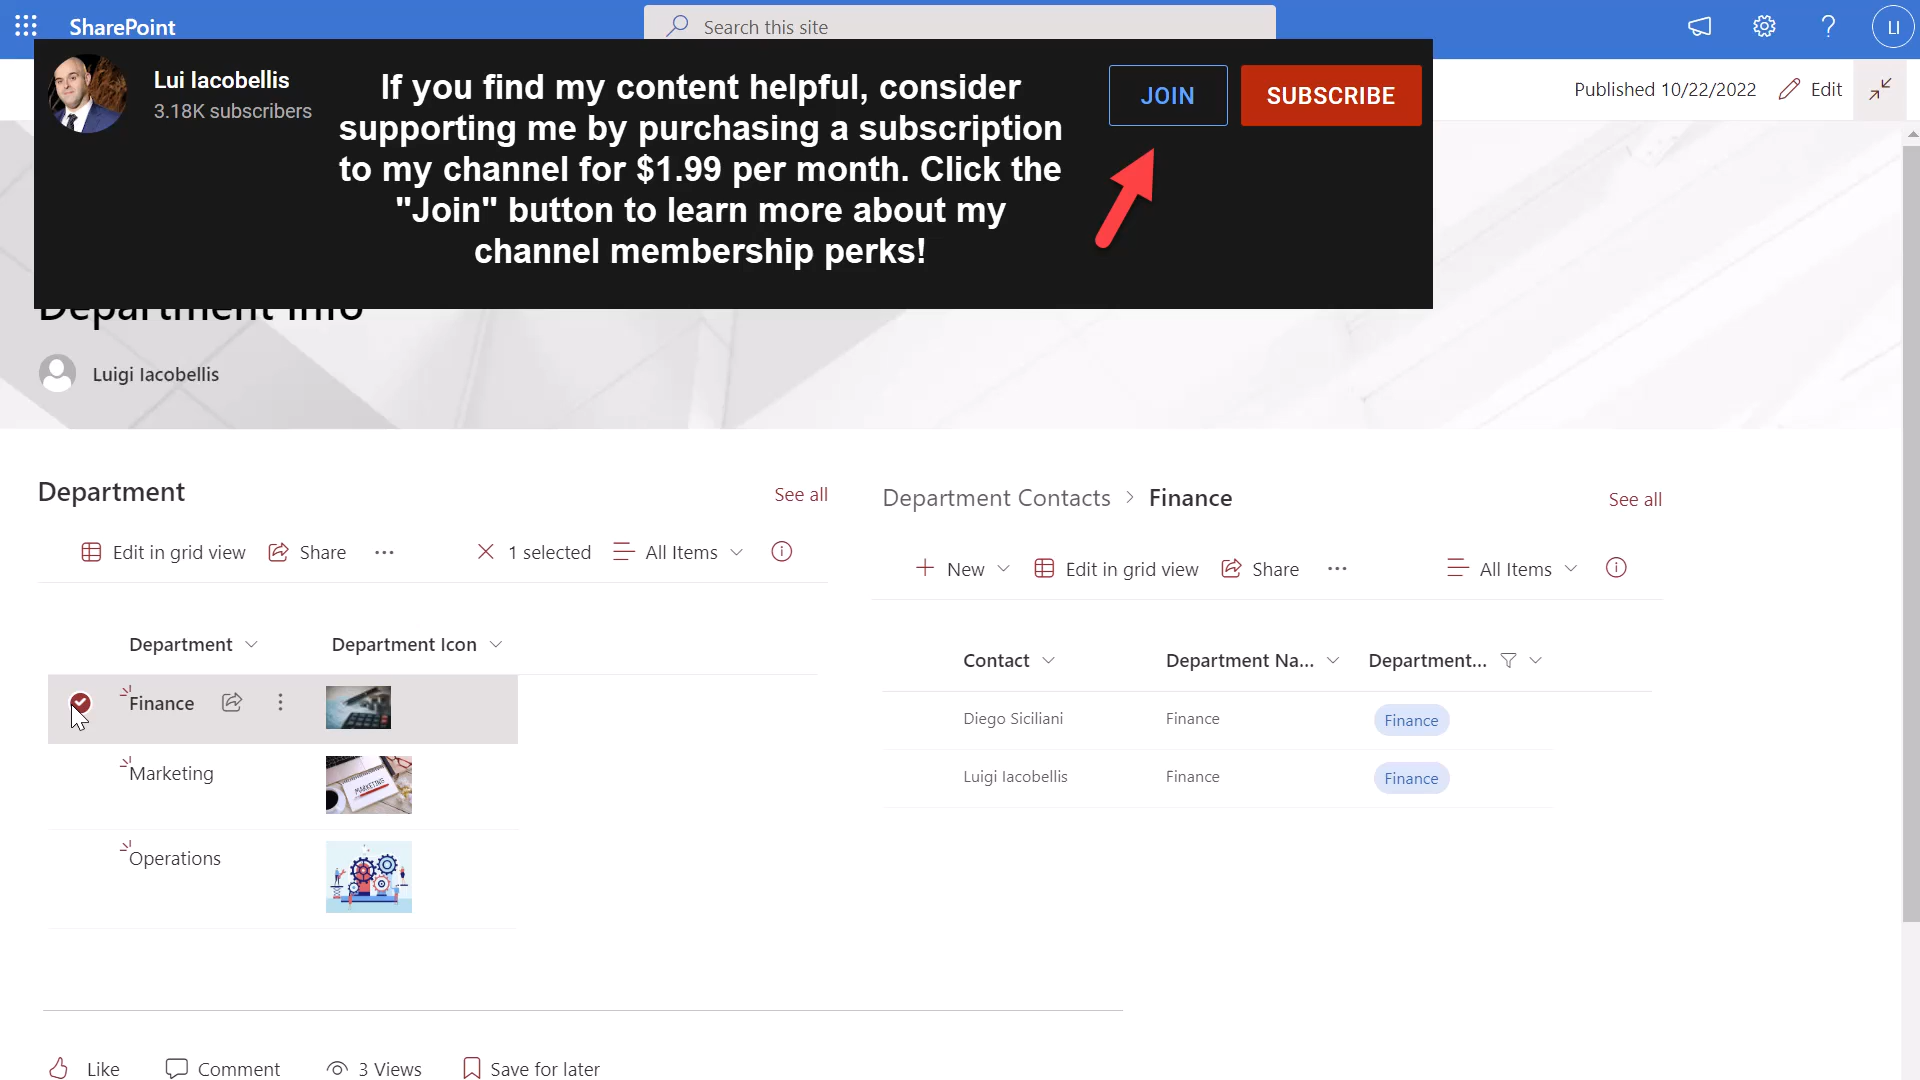 SharePoint
Search this site
LI
Lui Iacobellis
3.18K subscribers
If you find my content helpful, consider
supporting me by purchasing a subscription
to my channel for $1.99 per month. Click the
"Join" button to learn more about my
channel membership perks!
JOIN
SUBSCRIBE
Published 10/22/2022
Edit
Department Info
Luigi Iacobellis
Department
See all
Edit in grid view
Share
1 selected
All Items
Department
Department Icon
Finance
Marketing
MARKETING
Operations
Department Contacts > Finance
See all
New
Edit in grid view
Share
All Items
Contact
Department Na...
Department...
Diego Siciliani
Finance
Finance
Luigi Iacobellis
Finance
Finance
Like
Comment
3 Views
Save for later